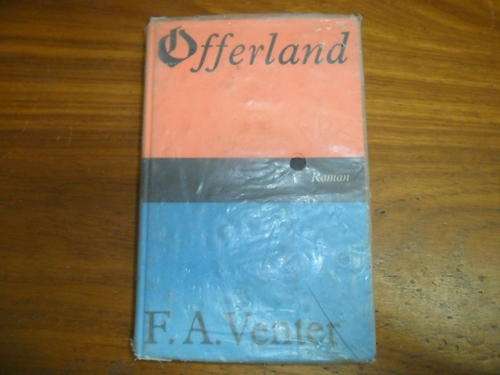 Offerland
Roman
F. A. Venter